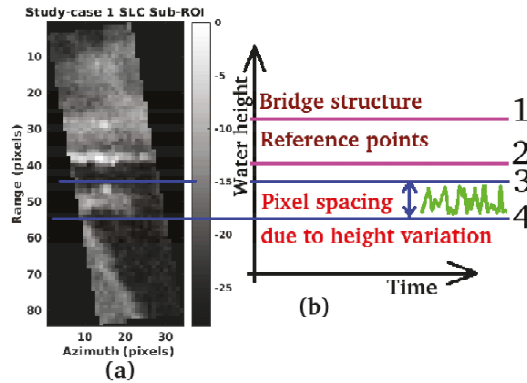 Study-case 1 SLC Sub-ROI
Range (pixels)
10
20
30
40
50
60
70
80
10 20 30
Azimuth (pixels)
0
-5
-10
-15
-20
-25
(a)
Water height
Bridge structure
1
Reference points
2
3
Pixel spacing
4
due to height variation
Time
(b)